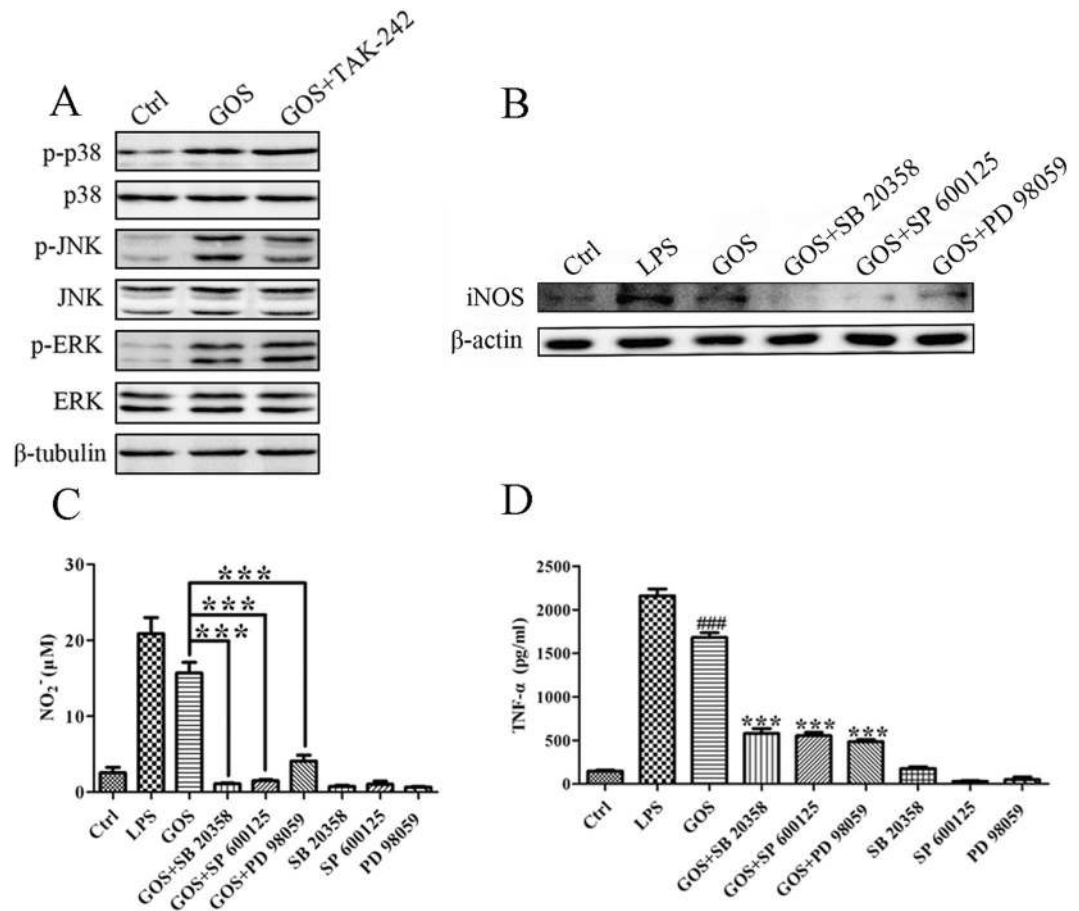 A
Ctrl
GOS
GOS+TAK-242
p-p38
p38
p-JNK
JNK
p-ERK
ERK
β-tubulin
B
Ctrl
LPS
GOS
GOS+SB 20358
GOS+SP 600125
GOS+PD 98059
iNOS
β-actin
C
NO₂⁻(μM)
30
20
10
0
***
***
***
Ctrl
LPS
GOS
GOS+SB 20358
GOS+SP 600125
GOS+PD 98059
SB 20358
SP 600125
PD 98059
D
TNF-α (pg/ml)
2500
2000
1500
1000
500
0
###
***
***
***
Ctrl
LPS
GOS
GOS+SB 20358
GOS+SP 600125
GOS+PD 98059
SB 20358
SP 600125
PD 98059